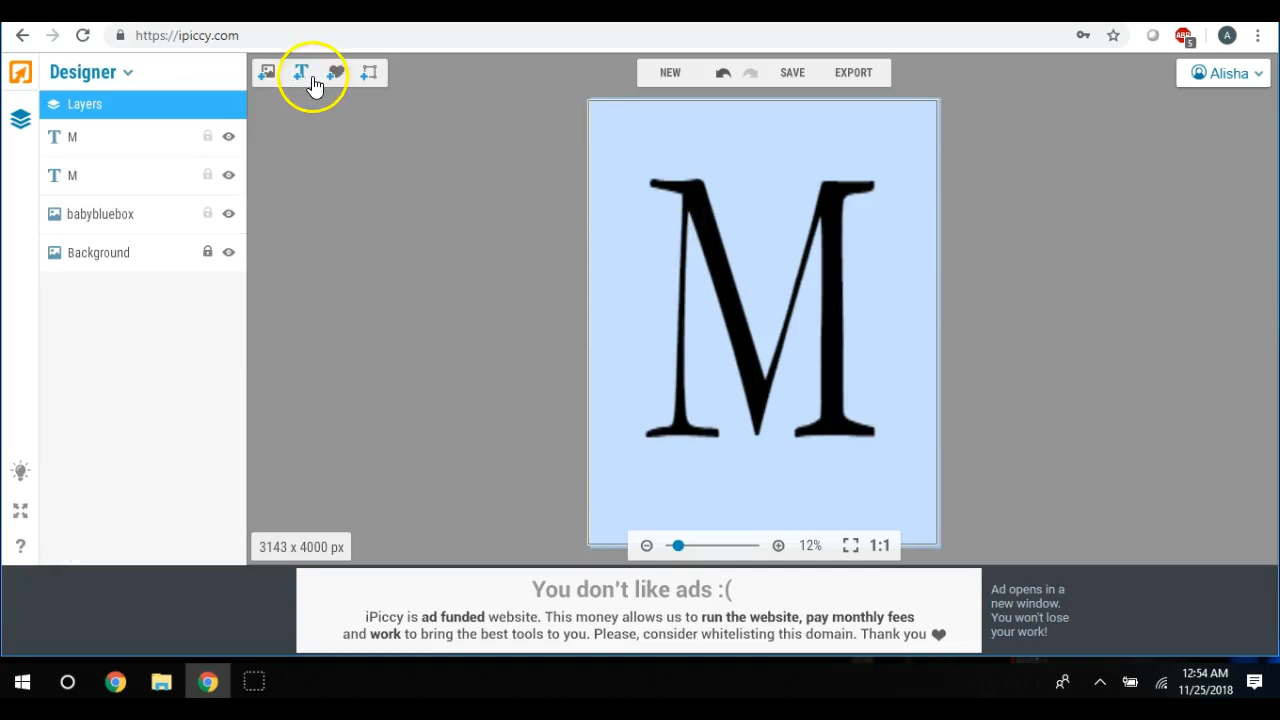 https://ipiccy.com
ABP
5
A
Designer
NEW
SAVE
EXPORT
Alisha
Layers
T M
T M
babybluebox
Background
M
3143 x 4000 px
12%
1:1
?
You don't like ads :(
iPiccy is ad funded website. This money allows us to run the website, pay monthly fees
and work to bring the best tools to you. Please, consider whitelisting this domain. Thank you
Ad opens in a
new window.
You won't lose
your work!
12:54 AM
11/25/2018